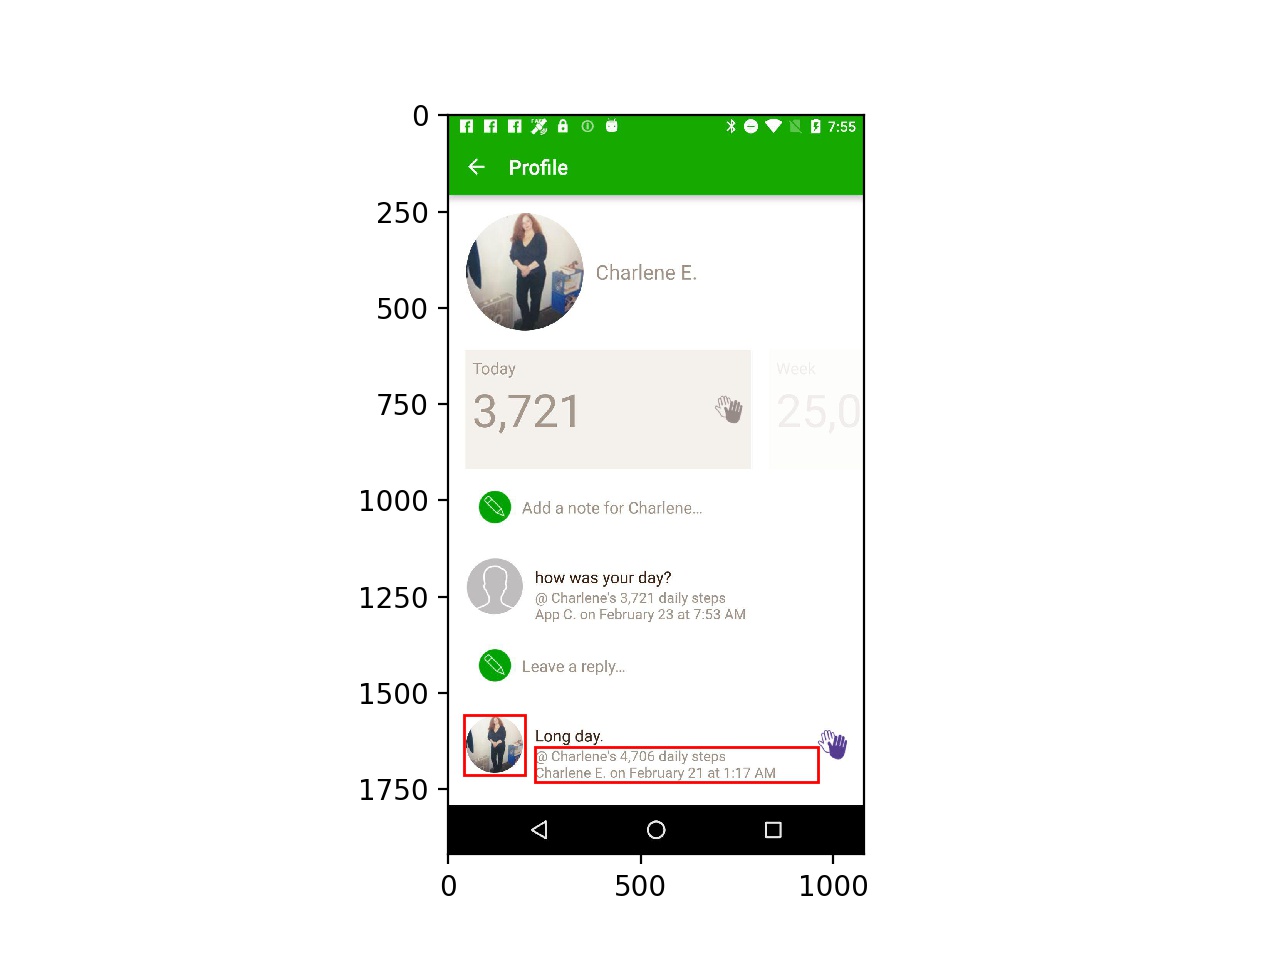 0
250
500
750
1000
1250
1500
1750
7:55
Profile
Charlene E.
Today
Week
3,721
25,0
Add a note for Charlene...
how was your day?
@ Charlene's 3,721 daily steps
App C. on February 23 at 7:53 AM
Leave a reply...
Long day.
@ Charlene's 4,706 daily steps
Charlene E. on February 21 at 1:17 AM
0 500 1000